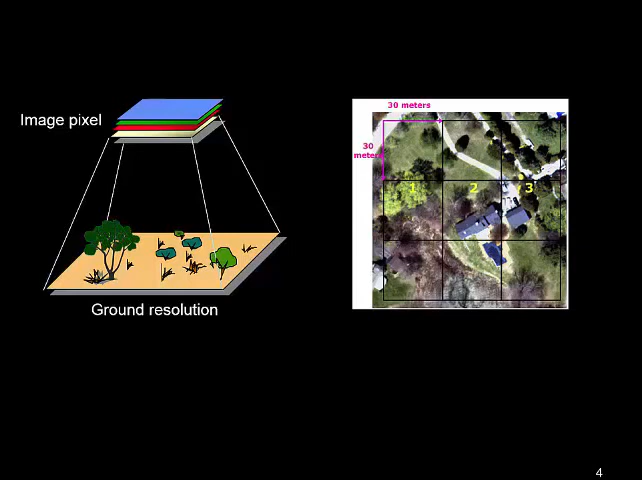 30 meters
Image pixel
30
meters
1 2 3
Ground resolution
4